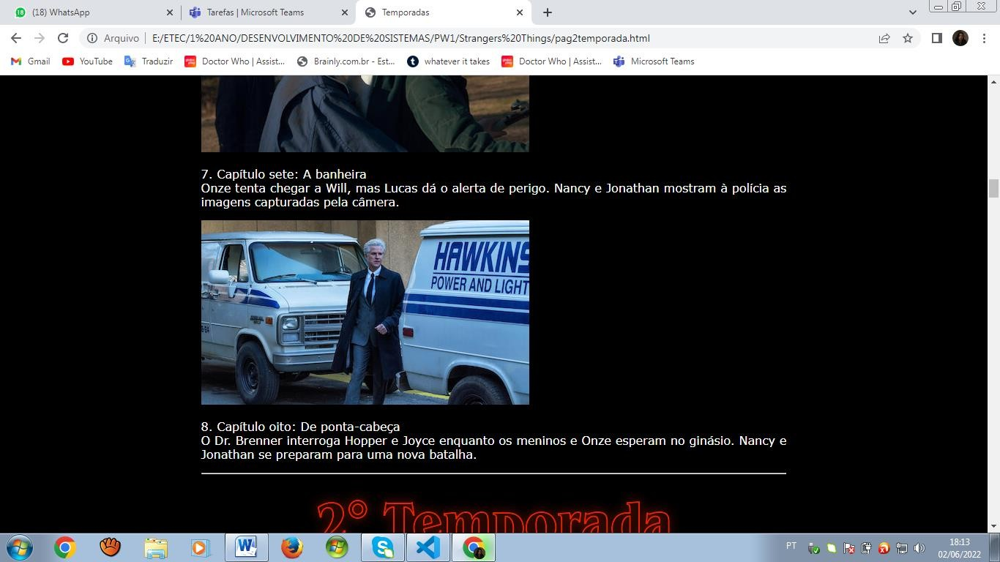 (18) WhatsApp
Tarefas | Microsoft Teams
Temporadas
Arquivo
E:/ETEC/1%20ANO/DESENVOLVIMENTO%20DE%20SISTEMAS/PW1/Strangers%20Things/pag2temporada.html
Gmail
YouTube
Traduzir
Doctor Who | Assist...
Brainly.com.br - Est...
whatever it takes
Doctor Who | Assist...
Microsoft Teams
7. Capítulo sete: A banheira
Onze tenta chegar a Will, mas Lucas dá o alerta de perigo. Nancy e Jonathan mostram à polícia as
imagens capturadas pela câmera.
HAWKINS
POWER AND LIGHT
8. Capítulo oito: De ponta-cabeça
O Dr. Brenner interroga Hopper e Joyce enquanto os meninos e Onze esperam no ginásio. Nancy e
Jonathan se preparam para uma nova batalha.
2° Temporada
PT
18:13
02/06/2022